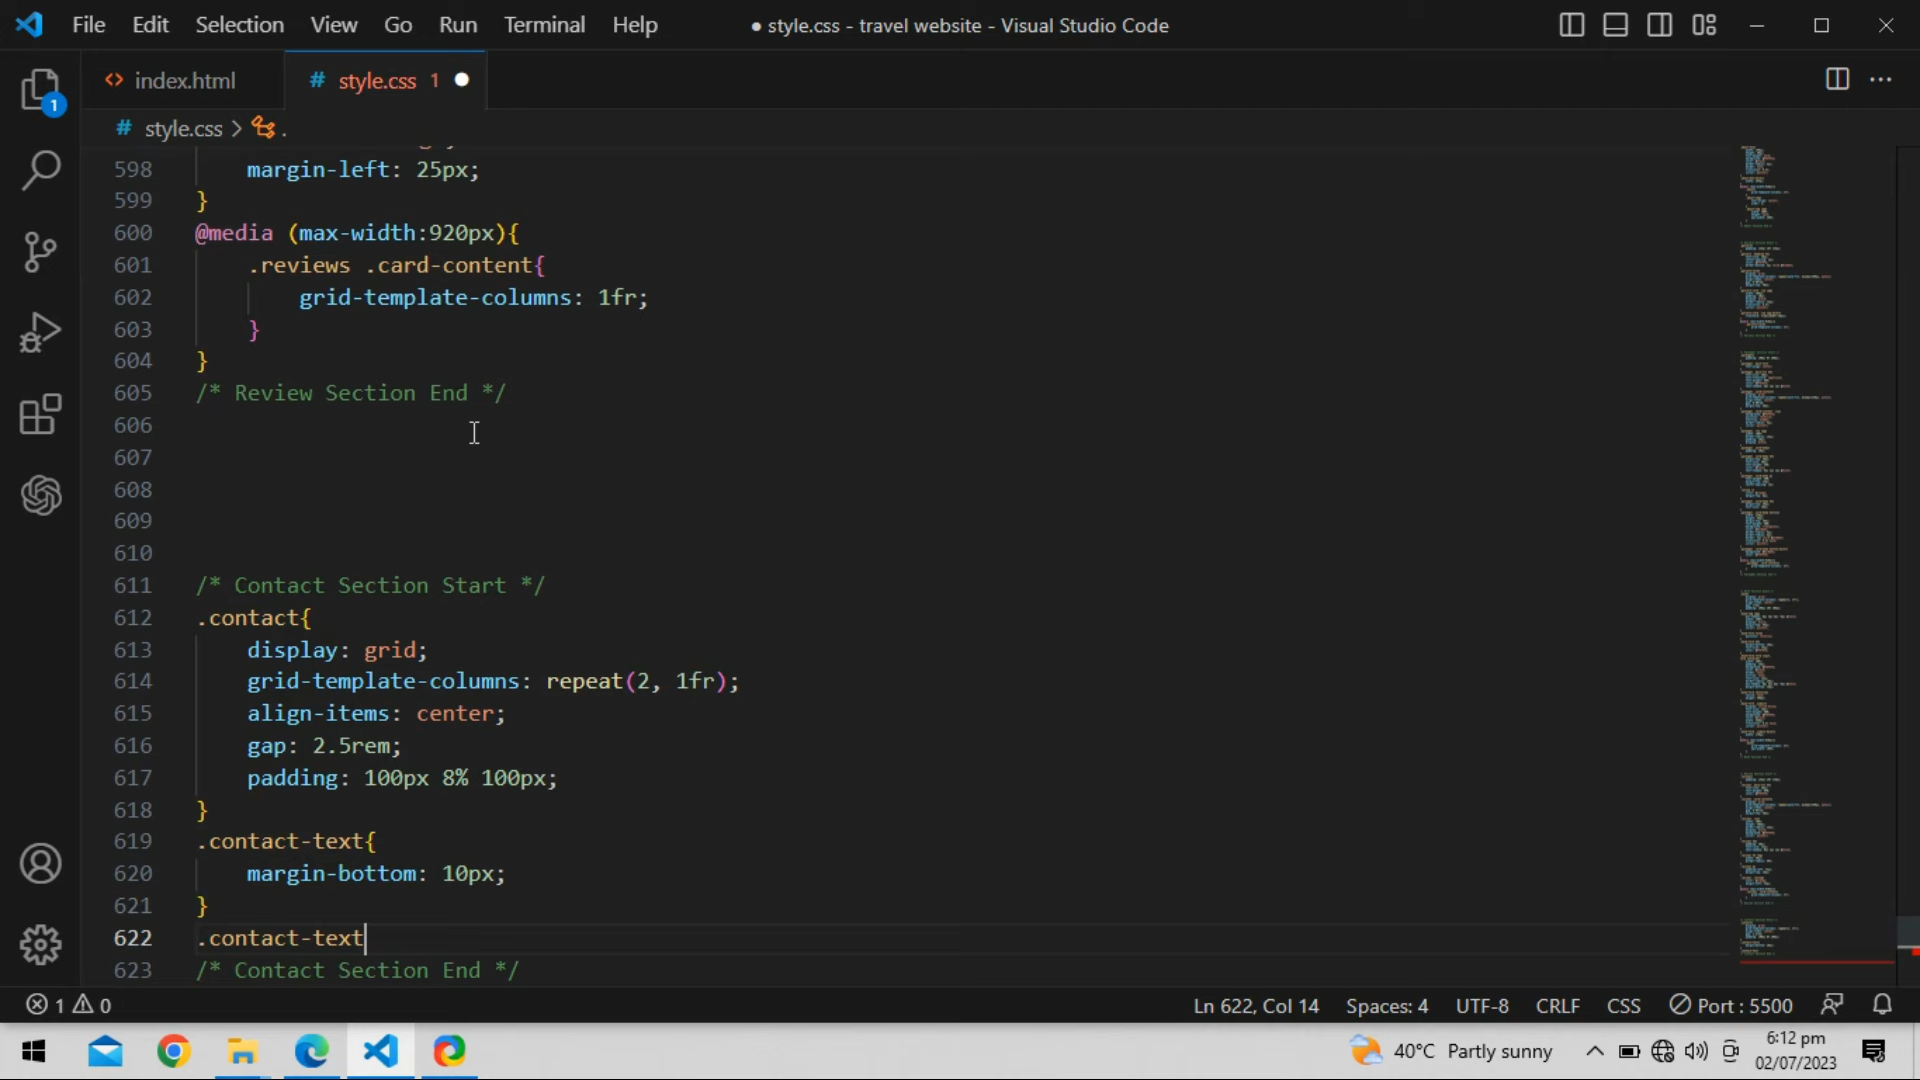 File Edit Selection View Go Run Terminal Help
● style.css - travel website - Visual Studio Code
<> index.html
# style.css 1 ●
# style.css > .
1
598 margin-left: 25px;
599 }
600 @media (max-width:920px){
601 .reviews .card-content{
602 grid-template-columns: 1fr;
603 }
604 }
605 /* Review Section End */
606
607
608
609
610
611 /* Contact Section Start */
612 .contact{
613 display: grid;
614 grid-template-columns: repeat(2, 1fr);
615 align-items: center;
616 gap: 2.5rem;
617 padding: 100px 8% 100px;
618 }
619 .contact-text{
620 margin-bottom: 10px;
621 }
622 .contact-text
623 /* Contact Section End */
1 0 Ln 622, Col 14 Spaces: 4 UTF-8 CRLF CSS Port : 5500
40°C Partly sunny
6:12 pm
02/07/2023